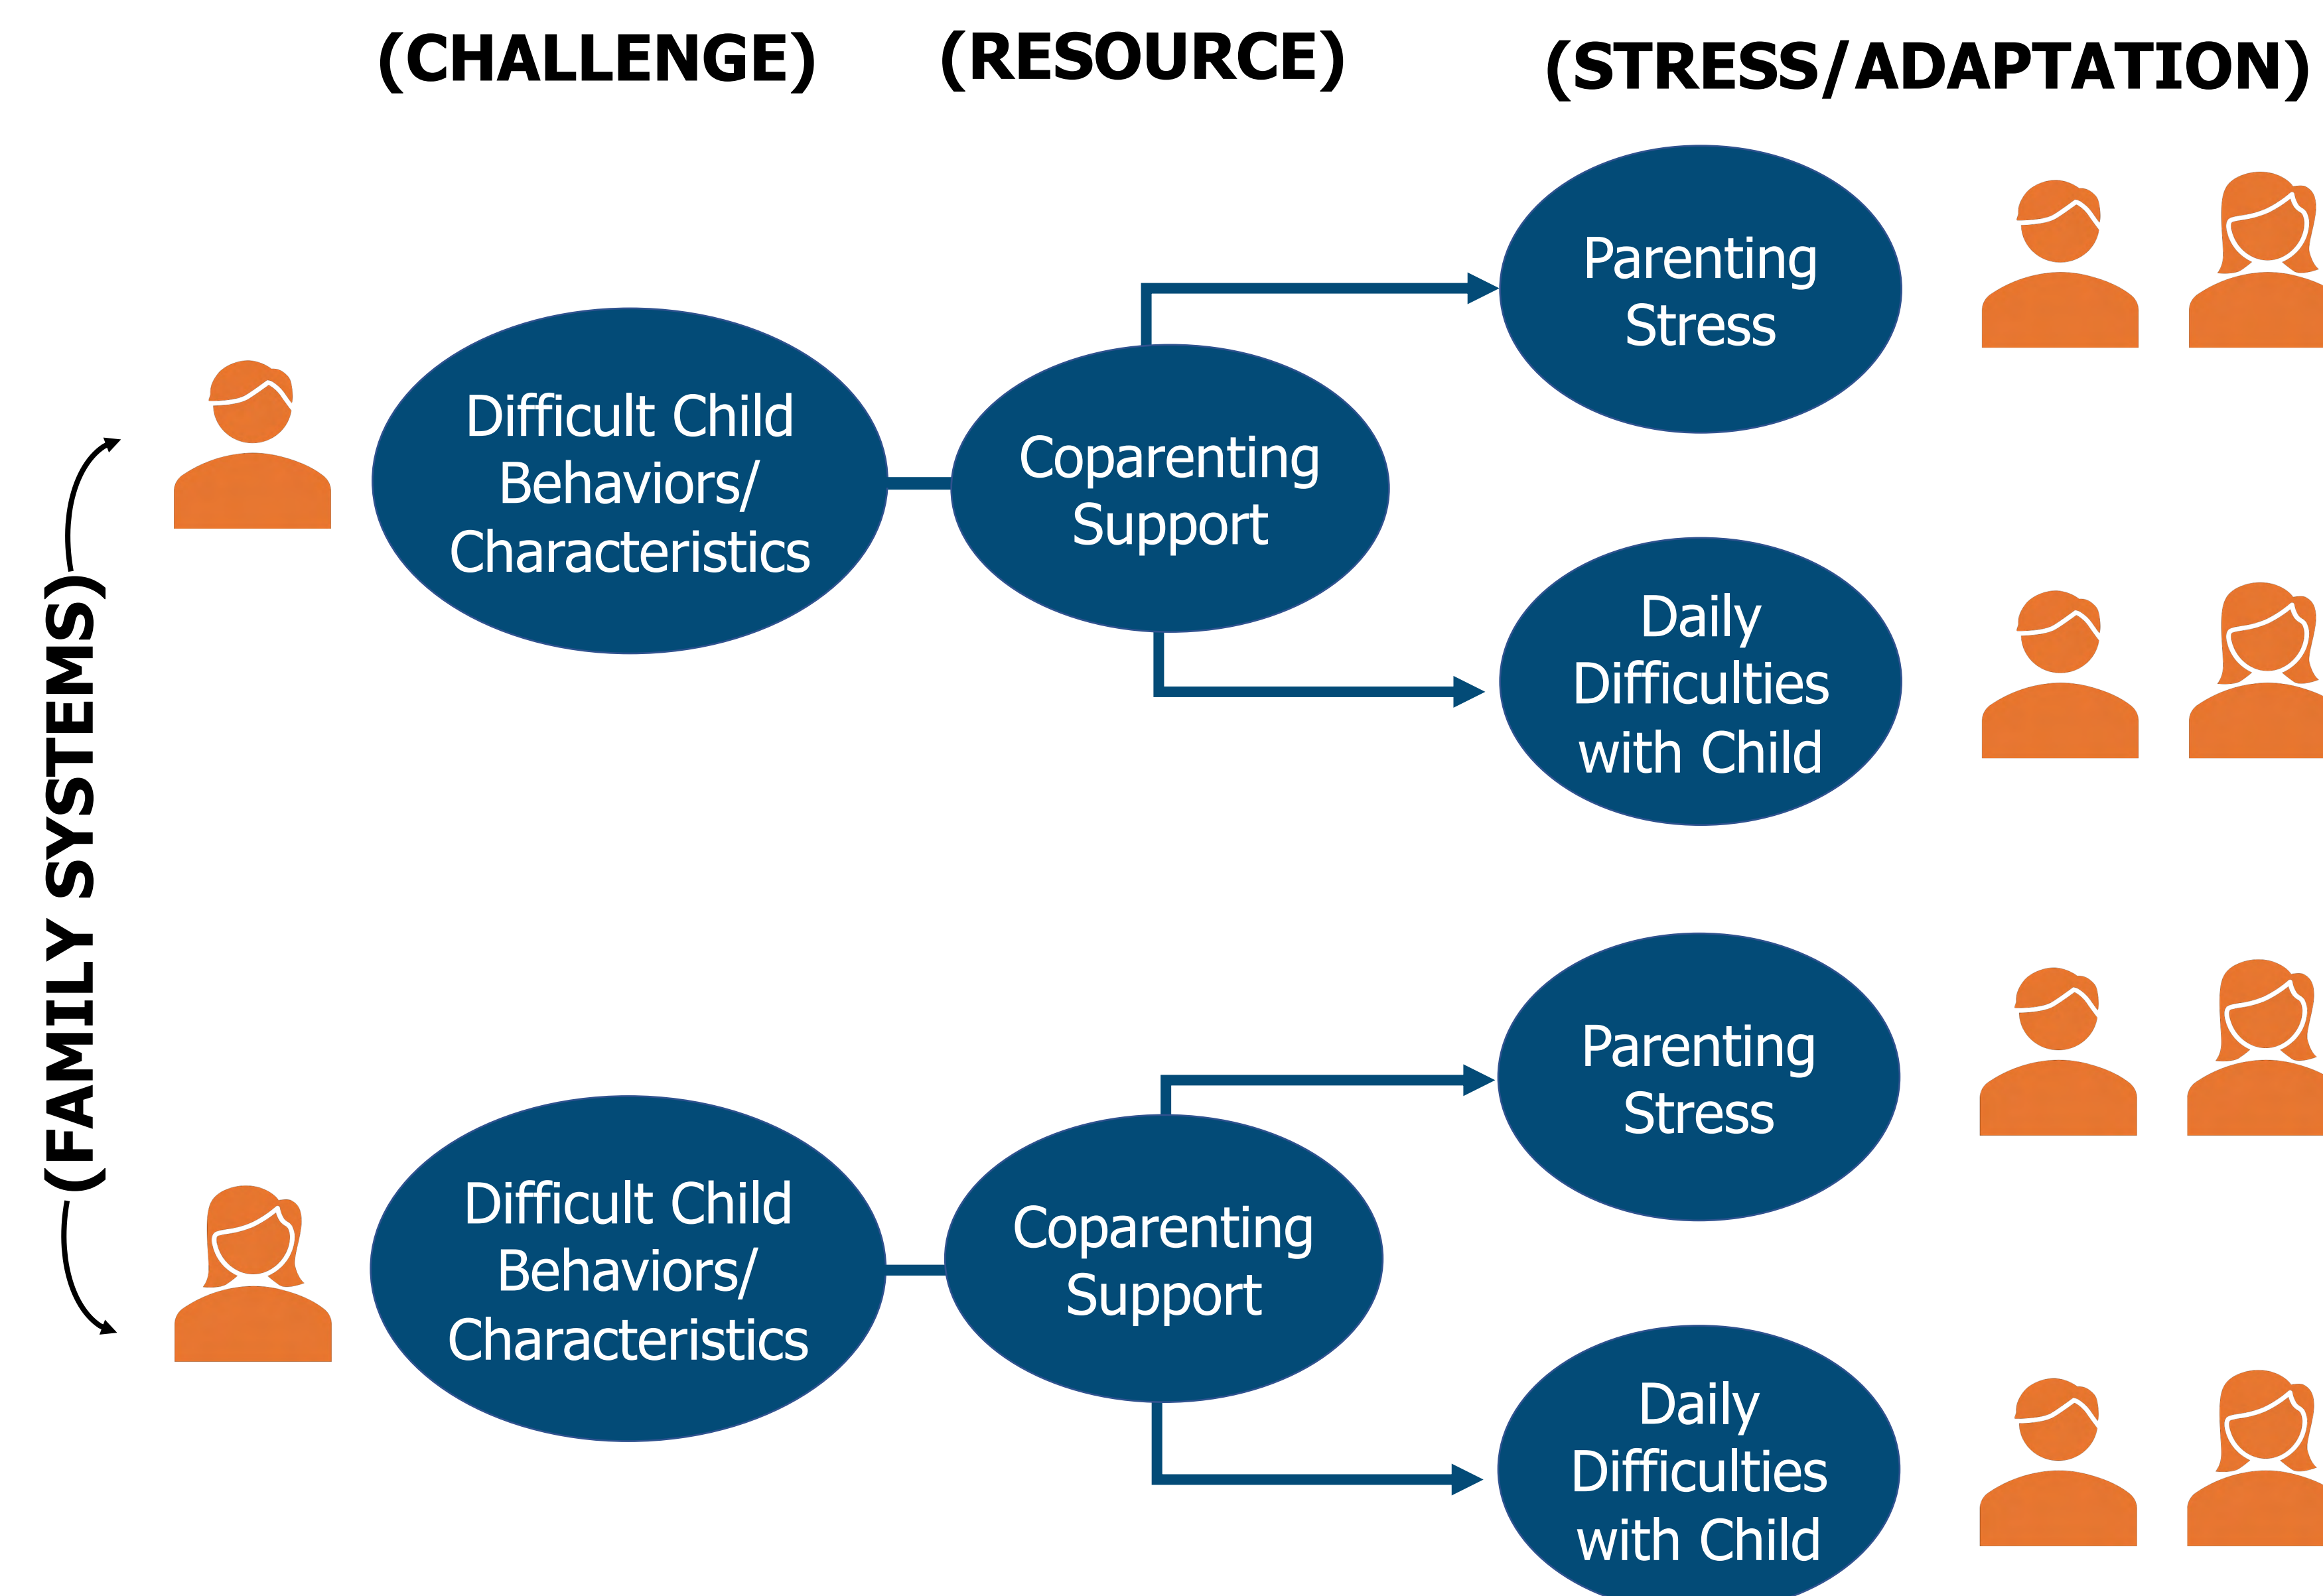 (CHALLENGE)
(RESOURCE)
(STRESS/ADAPTATION)
(FAMILY SYSTEMS)
Difficult Child
Behaviors/
Characteristics
Coparenting
Support
Parenting
Stress
Daily
Difficulties
with Child
Difficult Child
Behaviors/
Characteristics
Coparenting
Support
Parenting
Stress
Daily
Difficulties
with Child